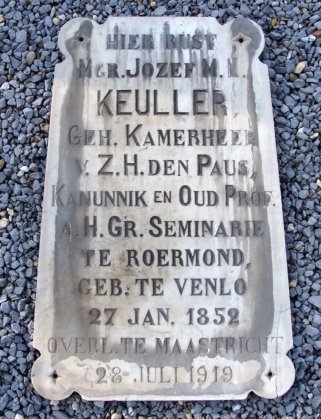 HIER RUST
MGR. JOZEF M. H.
KEULLER,
GEH. KAMERHEER
V. Z. H. DEN PAUS,
KANUNNIK EN OUD PROF.
A. H. GR. SEMINARIE
TE ROERMOND,
GEB. TE VENLO
27 JAN. 1852
OVERL. TE MAASTRICHT
28 JULI 1919